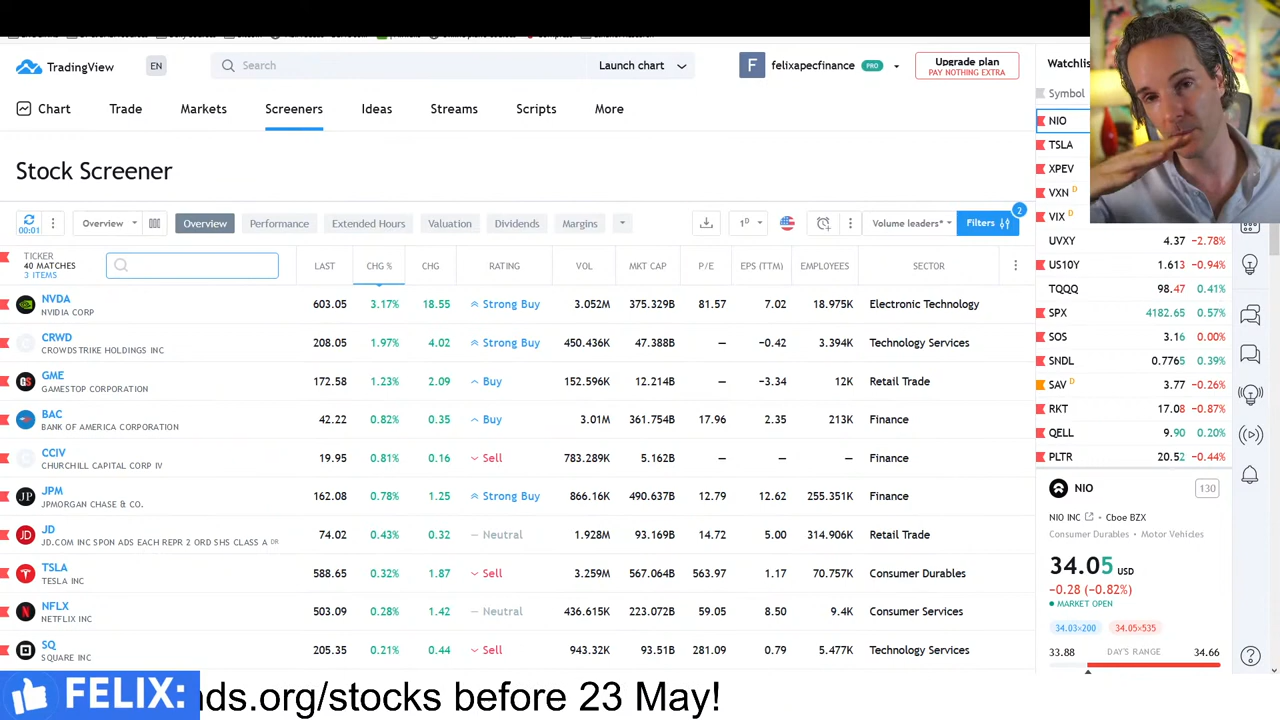 TradingView
EN
Search
Launch chart
F
felixapecfinance
PRO
Upgrade plan
PAY NOTHING EXTRA
Chart
Trade
Markets
Screeners
Ideas
Streams
Scripts
More
Stock Screener
00:01
Overview
Overview
Performance
Extended Hours
Valuation
Dividends
Margins
1D
Volume leaders*
Filters
2
TICKER
40 MATCHES
3 ITEMS
LAST CHG % CHG RATING VOL MKT CAP P/E EPS (TTM) EMPLOYEES SECTOR
NVDA 603.05 3.17% 18.55 Strong Buy 3.052M 375.329B 81.57 7.02 18.975K Electronic Technology
NVIDIA CORP
CRWD 208.05 1.97% 4.02 Strong Buy 450.436K 47.388B — −0.42 3.394K Technology Services
CROWDSTRIKE HOLDINGS INC
GME 172.58 1.23% 2.09 Buy 152.596K 12.214B — −3.34 12K Retail Trade
GAMESTOP CORPORATION
BAC 42.22 0.82% 0.35 Buy 3.01M 361.754B 17.96 2.35 213K Finance
BANK OF AMERICA CORPORATION
CCIV 19.95 0.81% 0.16 Sell 783.289K 5.162B — — — Finance
CHURCHILL CAPITAL CORP IV
JPM 162.08 0.78% 1.25 Strong Buy 866.16K 490.637B 12.79 12.62 255.351K Finance
JPMORGAN CHASE & CO.
JD 74.02 0.43% 0.32 — Neutral 1.928M 93.169B 14.72 5.00 314.906K Retail Trade
JD.COM INC SPON ADS EACH REPR 2 ORD SHS CLASS A DR
TSLA 588.65 0.32% 1.87 Sell 3.259M 567.064B 563.97 1.17 70.757K Consumer Durables
TESLA INC
NFLX 503.09 0.28% 1.42 — Neutral 436.615K 223.072B 59.05 8.50 9.4K Consumer Services
NETFLIX INC
SQ 205.35 0.21% 0.44 Sell 943.32K 93.51B 281.09 0.79 5.477K Technology Services
SQUARE INC
Watchlis
Symbol
NIO
TSLA
XPEV
VXN D
VIX D
UVXY 4.37 −2.78%
US10Y 1.613 −0.94%
TQQQ 98.47 0.41%
SPX 4182.65 0.57%
SOS 3.16 0.00%
SNDL 0.7765 0.39%
SAV D 3.77 −0.26%
RKT 17.08 −0.87%
QELL 9.90 0.20%
PLTR 20.52 −0.44%
NIO 130
NIO INC • Cboe BZX
Consumer Durables • Motor Vehicles
34.05 USD
−0.28 (−0.82%)
MARKET OPEN
34.03×200 34.05×535
33.88 DAY'S RANGE 34.66
FELIX:
nds.org/stocks before 23 May!